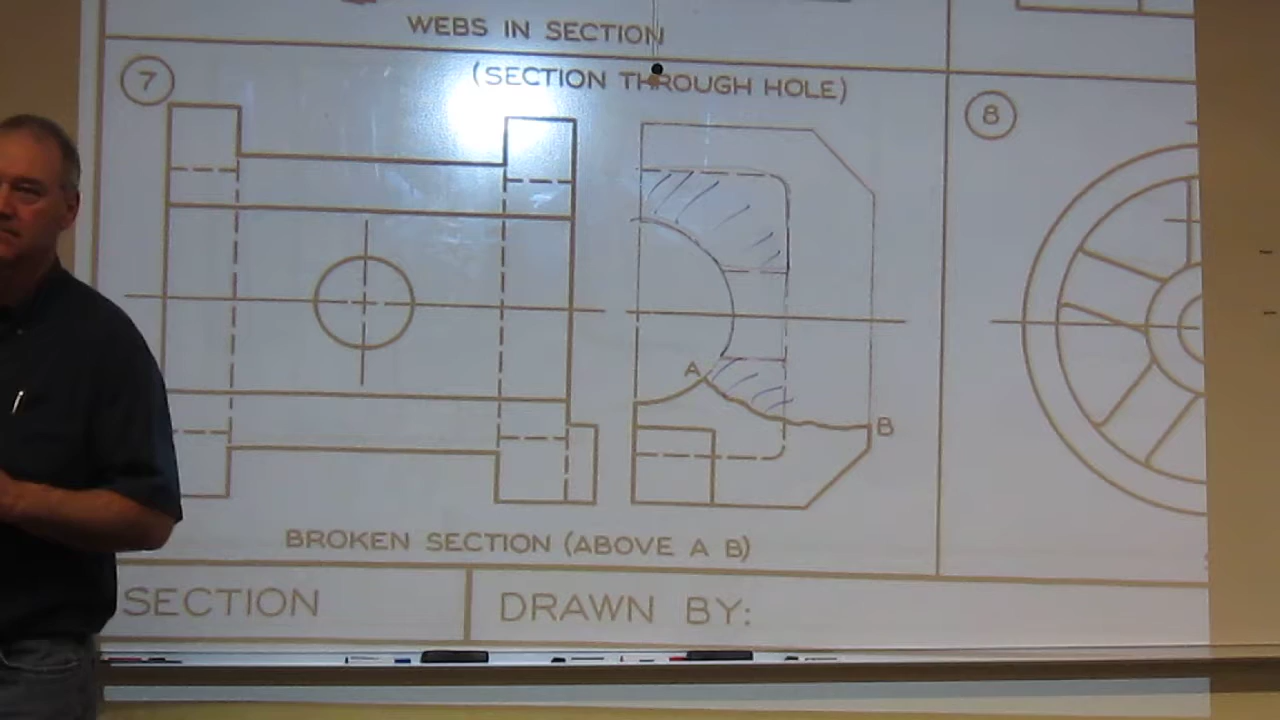 WEBS IN SECTION
(SECTION THROUGH HOLE)
7
8
A
B
BROKEN SECTION (ABOVE A B)
SECTION
DRAWN BY: